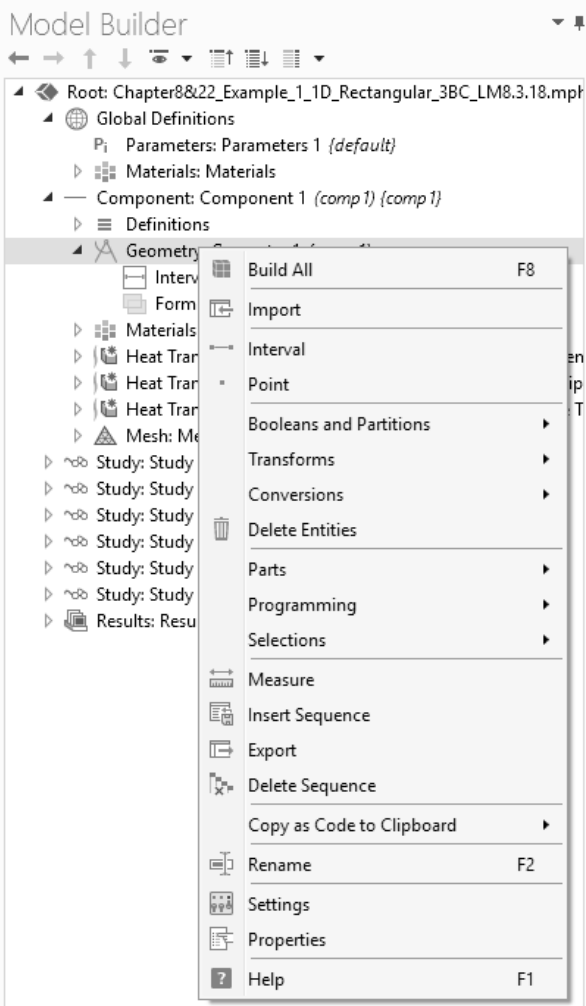 Model Builder
Root: Chapter8&22_Example_1_1D_Rectangular_3BC_LM8.3.18.mph
Global Definitions
Pi Parameters: Parameters 1 {default}
Materials: Materials
Component: Component 1 (comp1) {comp1}
Definitions
Geometry
Build All F8
Interv
Form
Import
Materials
Interval
Heat Tran
en
Heat Tran
Point
ip
Heat Tran
T
Mesh: Me
Booleans and Partitions
Study: Study
Transforms
Study: Study
Conversions
Study: Study
Delete Entities
Study: Study
Study: Study
Parts
Study: Study
Programming
Results: Resu
Selections
Measure
Insert Sequence
Export
Delete Sequence
Copy as Code to Clipboard
Rename F2
Settings
Properties
? Help F1